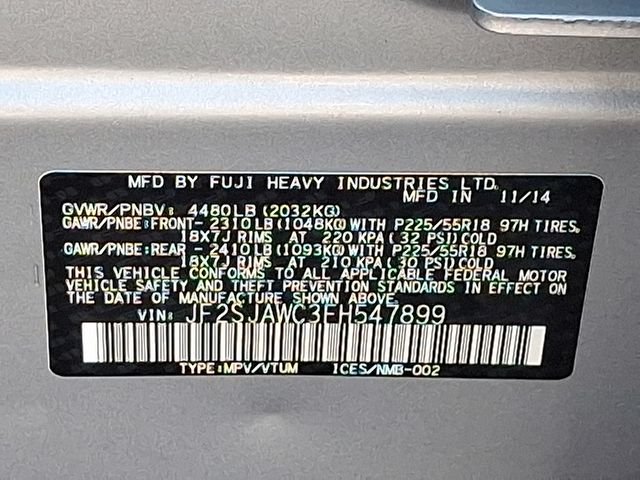 MFD BY FUJI HEAVY INDUSTRIES LTD.
MFD IN 11/14
GVWR/PNBV: 4480LB(2032KG)
GAWR/PNBE:FRONT-2310LB(1048KG)WITH P225/55R18 97H TIRES,
18X7J RIMS AT 220 KPA(32 PSI)COLD
GAWR/PNBE:REAR -2410LB(1093KG)WITH P225/55R18 97H TIRES,
18X7J RIMS AT 210 KPA(30 PSI)COLD
THIS VEHICLE CONFORMS TO ALL APPLICABLE FEDERAL MOTOR
VEHICLE SAFETY AND THEFT PREVENTION STANDARDS IN EFFECT ON
THE DATE OF MANUFACTURE SHOWN ABOVE.
VIN: JF2SJAWC3FH547899
TYPE:MPV/VTUM ICES/NMB-002